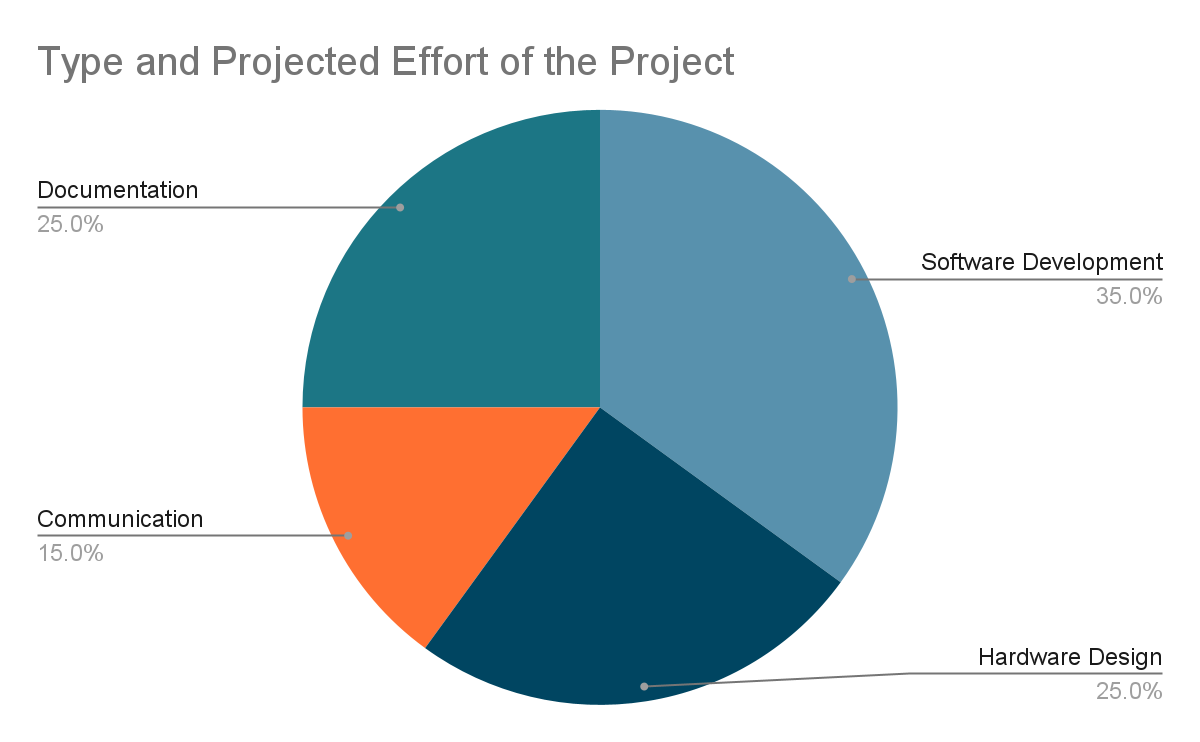 Type and Projected Effort of the Project
Documentation
25.0%
Software Development
35.0%
Communication
15.0%
Hardware Design
25.0%